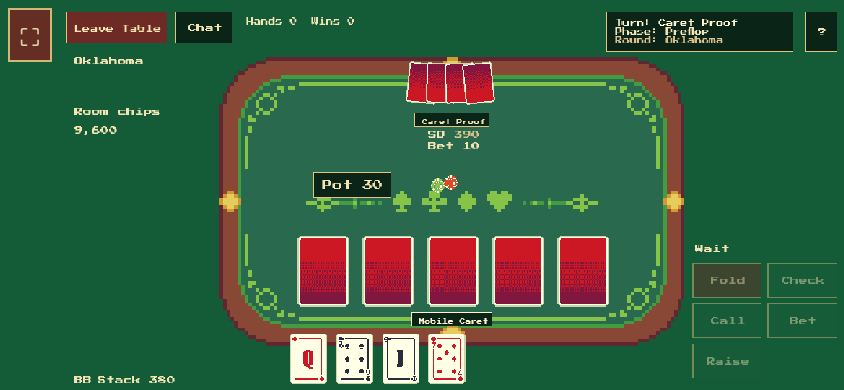 Leave Table
Chat
Hands 0 Wins 0
Turn: Caret Proof
Phase: Preflop
Round: Oklahoma
?
Oklahoma
Room chips
9,600
Caret Proof
SD 390
Bet 10
Pot 30
Mobile Caret
Q
J
Wait
Fold
Check
Call
Bet
Raise
BB Stack 380